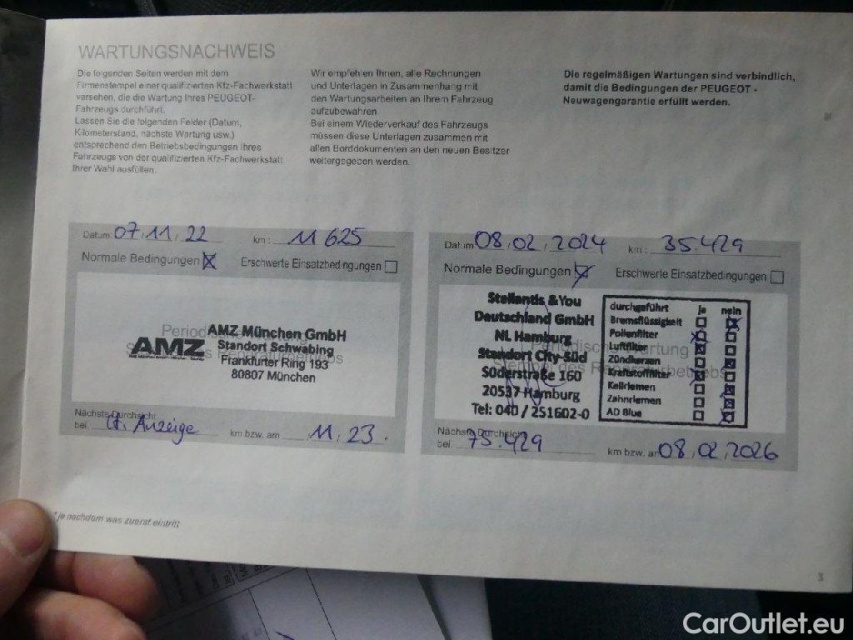 WARTUNGSNACHWEIS
Die folgenden Seiten werden mit dem
Firmenstempel einer qualifizierten Kfz-Fachwerkstatt
versehen, die die Wartung Ihres PEUGEOT-
Fahrzeugs durchführt.
Lassen Sie die folgenden Felder (Datum,
Kilometerstand, nächste Wartung usw.)
entsprechend den Betriebsbedingungen Ihres
Fahrzeugs von der qualifizierten Kfz-Fachwerkstatt
Ihrer Wahl ausfüllen.
Wir empfehlen Ihnen, alle Rechnungen
und Unterlagen in Zusammenhang mit
den Wartungsarbeiten an Ihrem Fahrzeug
aufzubewahren.
Bei einem Wiederverkauf des Fahrzeugs
müssen diese Unterlagen zusammen mit
allen Borddokumenten an den neuen Besitzer
weitergegeben werden.
Die regelmäßigen Wartungen sind verbindlich,
damit die Bedingungen der PEUGEOT -
Neuwagengarantie erfüllt werden.
Datum 07.11.22 km: 11 625
Normale Bedingungen Erschwerte Einsatzbedingungen
AMZ
AMZ München GmbH
Standort Schwabing
Frankfurter Ring 193
80807 München
Nächste Durchsicht
bei Lt. Anzeige km bzw. am 11.23.
Datum 08.02.2024 km: 35.429
Normale Bedingungen Erschwerte Einsatzbedingungen
Stellantis &You
Deutschland GmbH
NL Hamburg
Standort City-Süd
Süderstraße 160
20537 Hamburg
Tel: 040 / 251602-0
durchgeführt ja nein
Bremsflüssigkeit
Pollenfilter
Luftfilter
Zündkerzen
Kraftstofffilter
Keilriemen
Zahnriemen
AD Blue
Nächste Durchsicht
bei 75.429 km bzw. am 08.02.2026
*je nachdem was zuerst eintritt
3
CarOutlet.eu